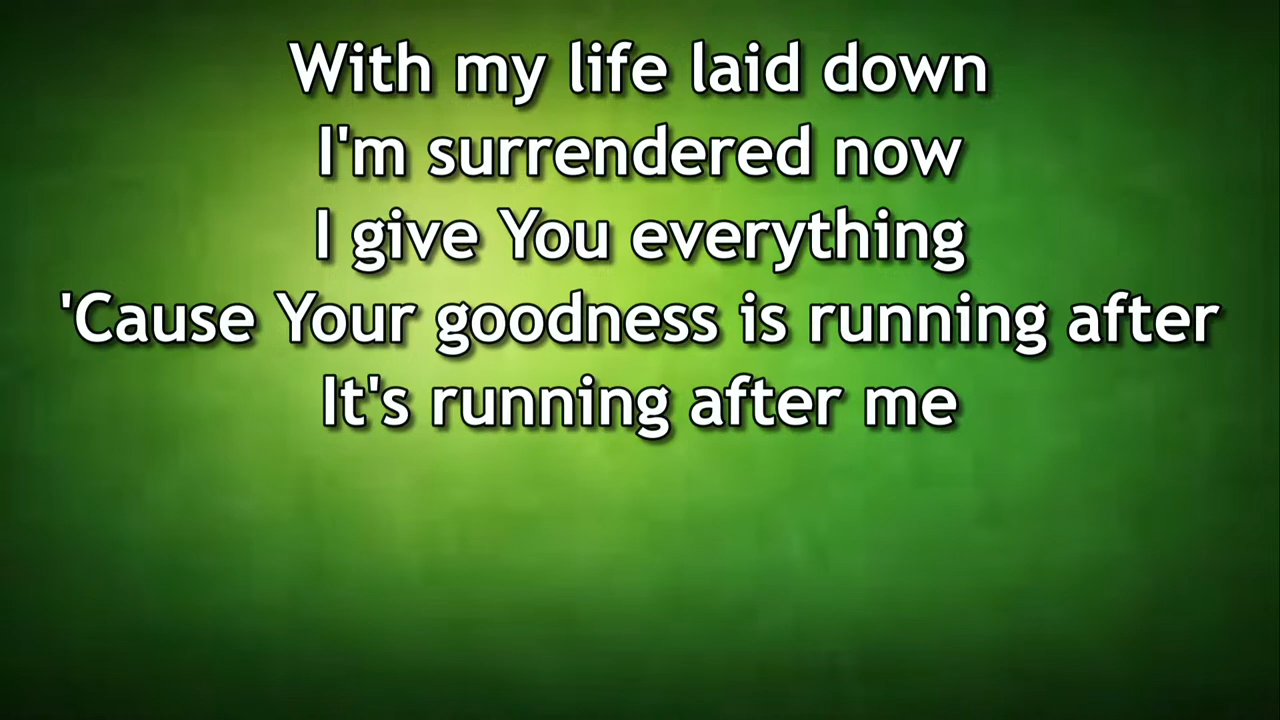 With my life laid down
I'm surrendered now
I give You everything
'Cause Your goodness is running after
It's running after me